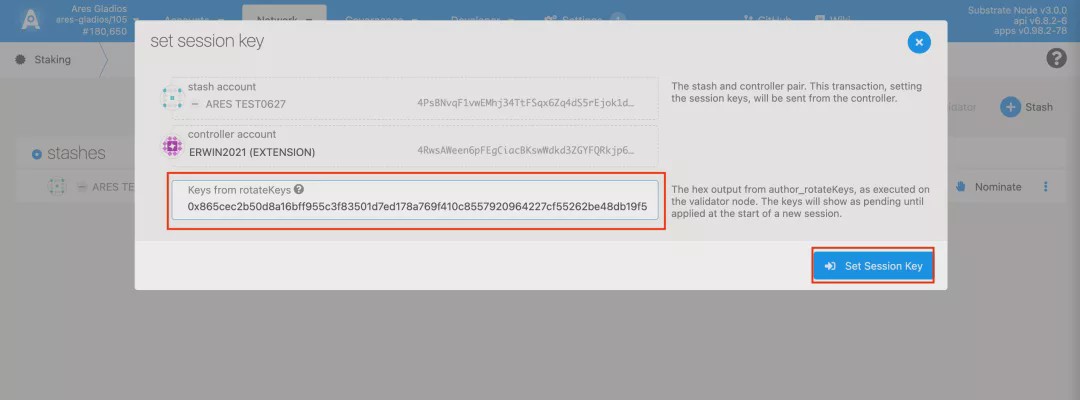 Ares Gladios
ares-gladios/105
#180,650
Accounts
Network
Governance
Developer
Settings
GitHub
Wiki
Substrate Node v3.0.0
api v6.8.2-6
apps v0.98.2-78
Staking
set session key
stash account
ARES TEST0627
4PsBNvqF1vwEMhj34TtFSqx6Zq4dS5rEjok1d…
The stash and controller pair. This transaction, setting
the session keys, will be sent from the controller.
Stash
controller account
ERWIN2021 (EXTENSION)
4RwsAWeen6pFEgCiacBKswWdkd3ZGYFQRkjp6…
stashes
ARES TE
Keys from rotateKeys
0x865cec2b50d8a16bff955c3f83501d7ed178a769f410c8557920964227cf55262be48db19f5
The hex output from author_rotateKeys, as executed on
the validator node. The keys will show as pending until
applied at the start of a new session.
Nominate
Set Session Key